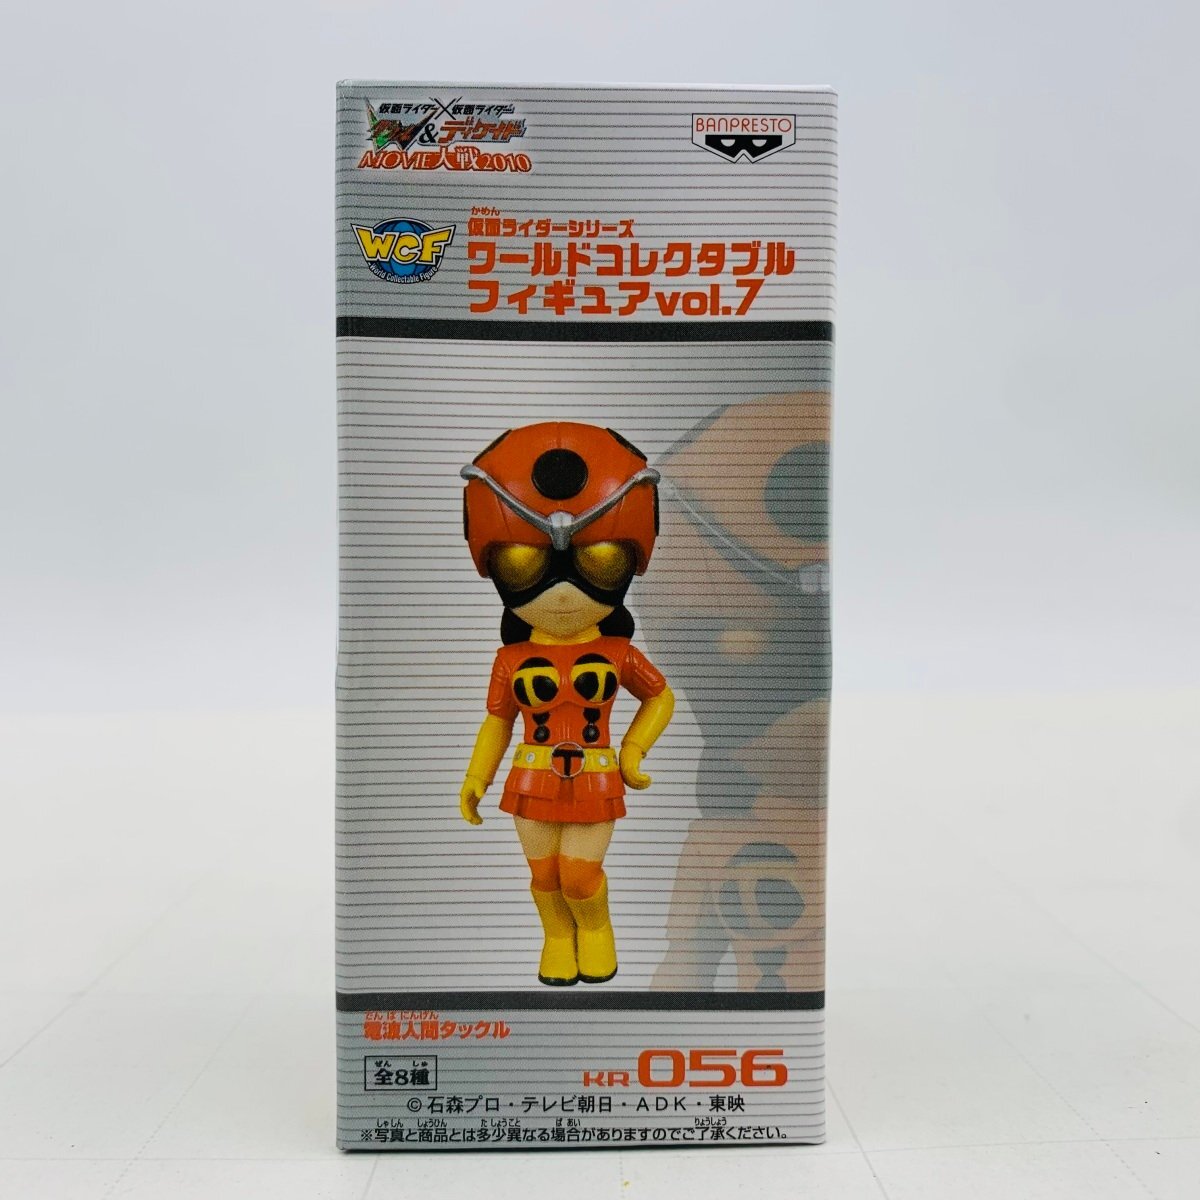 仮面ライダー×仮面ライダー
W&ディケイド
MOVIE大戦2010
BANPRESTO
WCF
World Collectable Figure
かめん
仮面ライダーシリーズ
ワールドコレクタブル
フィギュアvol.7
T
でんぱにんげん
電波人間タックル
ぜん しゅ
全8種
KR 056
©石森プロ・テレビ朝日・ADK・東映
しゃしん しょうひん たしょうこと ばあい りょうしょう
※写真と商品とは多少異なる場合がありますのでご了承ください。